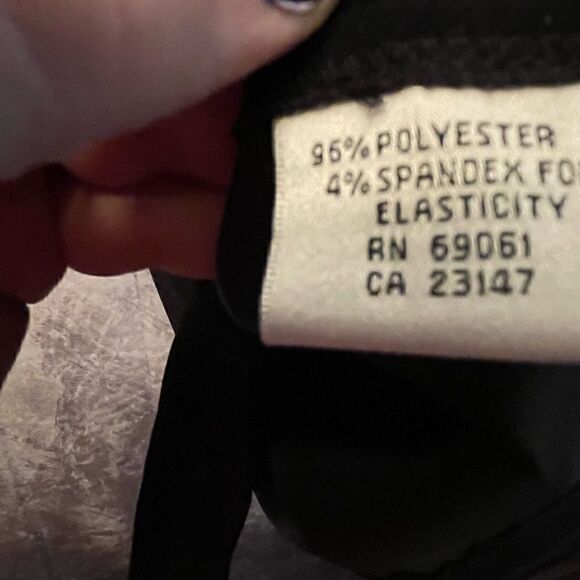 96% POLYESTER
4% SPANDEX FO
ELASTICITY
RN 69061
CA 23147